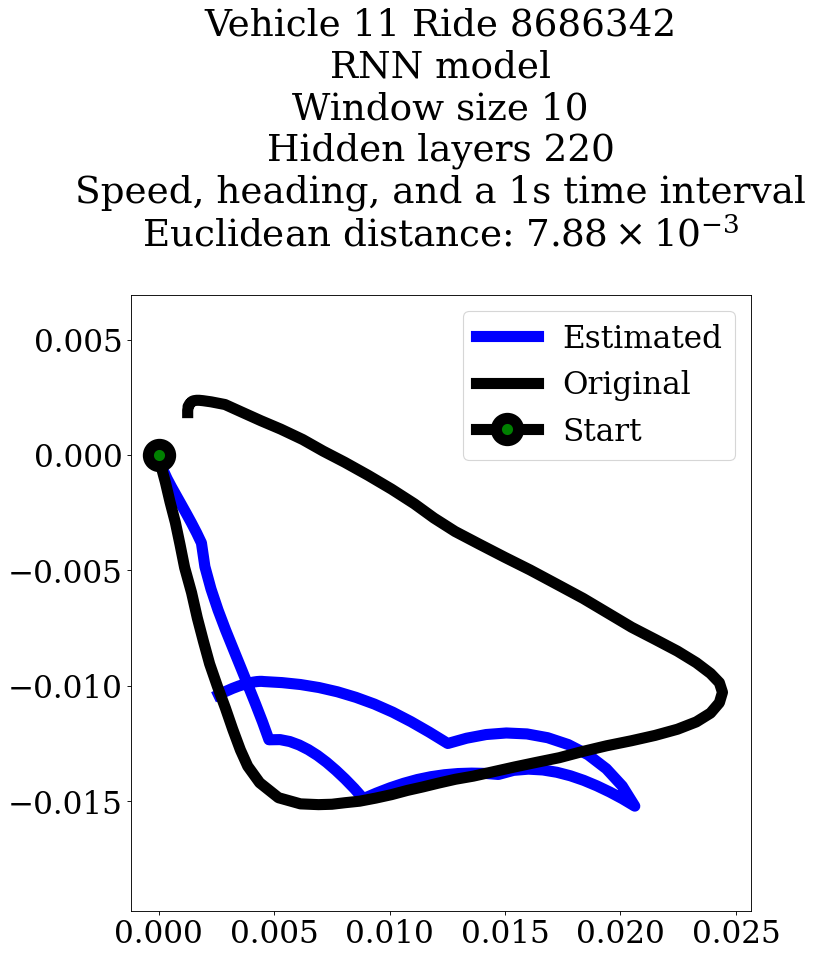 Vehicle 11 Ride 8686342
RNN model
Window size 10
Hidden layers 220
Speed, heading, and a 1s time interval
Euclidean distance: 7.88 × 10⁻³
Estimated
Original
Start
0.005
0.000
−0.005
−0.010
−0.015
0.000 0.005 0.010 0.015 0.020 0.025